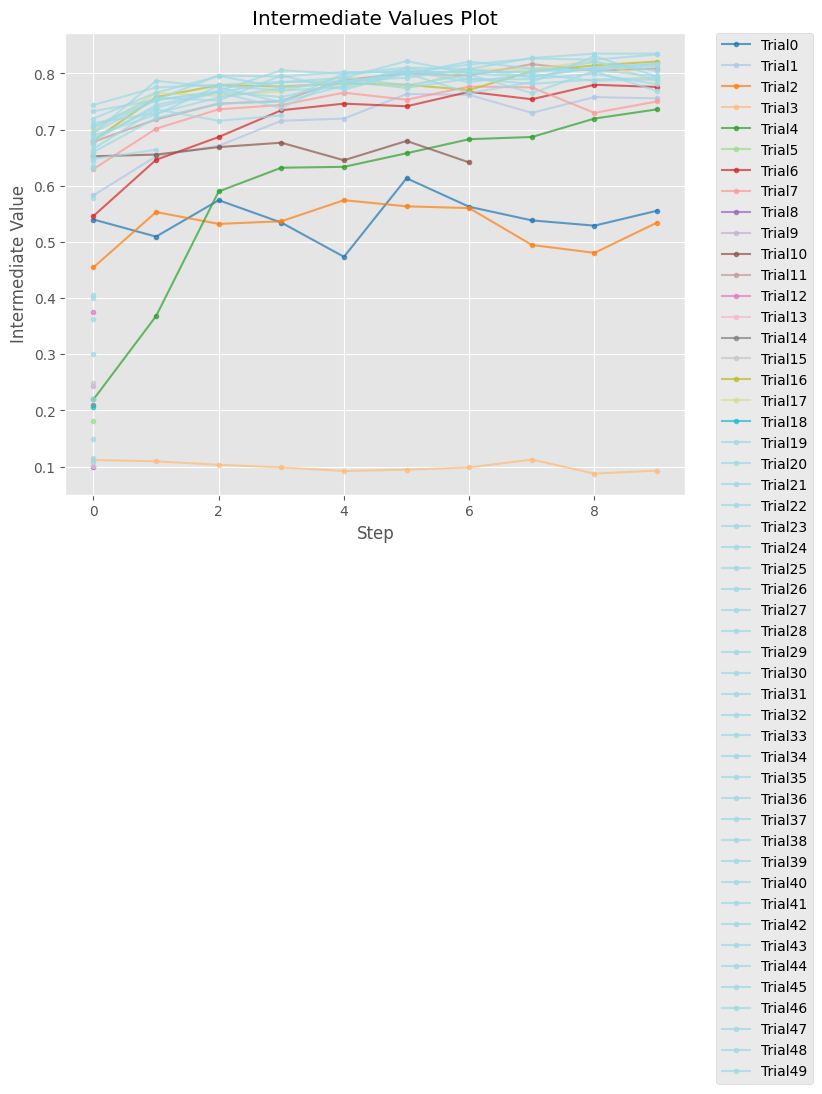 Intermediate Values Plot
Intermediate Value
0.8
0.7
0.6
0.5
0.4
0.3
0.2
0.1
0
2
4
6
8
Step
Trial0
Trial1
Trial2
Trial3
Trial4
Trial5
Trial6
Trial7
Trial8
Trial9
Trial10
Trial11
Trial12
Trial13
Trial14
Trial15
Trial16
Trial17
Trial18
Trial19
Trial20
Trial21
Trial22
Trial23
Trial24
Trial25
Trial26
Trial27
Trial28
Trial29
Trial30
Trial31
Trial32
Trial33
Trial34
Trial35
Trial36
Trial37
Trial38
Trial39
Trial40
Trial41
Trial42
Trial43
Trial44
Trial45
Trial46
Trial47
Trial48
Trial49